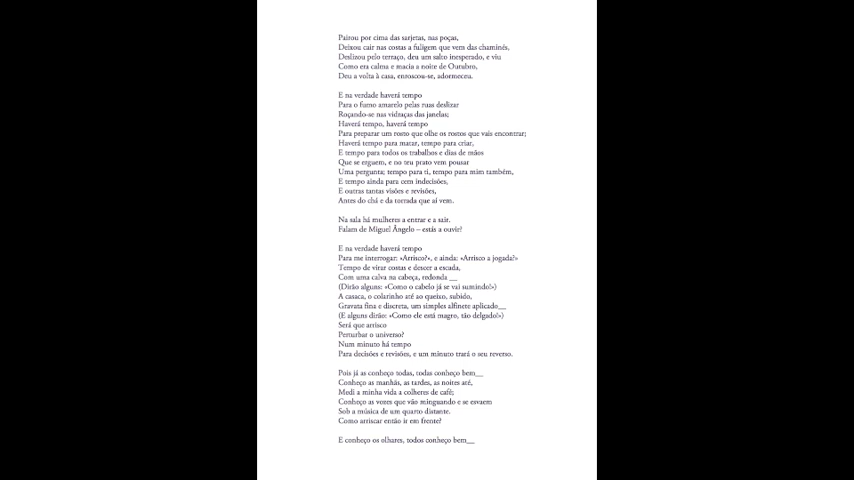 Pairou por cima das sarjetas, nas poças,
Deixou cair nas costas a fuligem que vem das chaminés,
Deslizou pelo terraço, deu um salto inesperado, e viu
Como era calma e macia a noite de Outubro,
Deu a volta à casa, enroscou-se, adormeceu.
E na verdade haverá tempo
Para o fumo amarelo pelas ruas deslizar
Roçando-se nas vidraças das janelas;
Haverá tempo, haverá tempo
Para preparar um rosto que olhe os rostos que vais encontrar;
Haverá tempo para matar, tempo para criar,
E tempo para todos os trabalhos e dias de mãos
Que se erguem, e no teu prato vem pousar
Uma pergunta; tempo para ti, tempo para mim também,
E tempo ainda para cem indecisões,
E outras tantas visões e revisões,
Antes do chá e da torrada que aí vem.
Na sala há mulheres a entrar e a sair.
Falam de Miguel Ângelo – estás a ouvir?
E na verdade haverá tempo
Para me interrogar: «Arrisco?», e ainda: «Arrisco a jogada?»
Tempo de virar costas e descer a escada,
Com uma calva na cabeça, redonda __
(Dirão alguns: «Como o cabelo já se vai sumindo!»)
A casaca, o colarinho até ao queixo, subido,
Gravata fina e discreta, um simples alfinete aplicado__
(E alguns dirão: «Como ele está magro, tão delgado!»)
Será que arrisco
Perturbar o universo?
Num minuto há tempo
Para decisões e revisões, e um minuto trará o seu reverso.
Pois já as conheço todas, todas conheço bem__
Conheço as manhãs, as tardes, as noites até,
Medi a minha vida a colheres de café;
Conheço as vozes que vão minguando e se esvaem
Sob a música de um quarto distante.
Como arriscar então ir em frente?
E conheço os olhares, todos conheço bem__